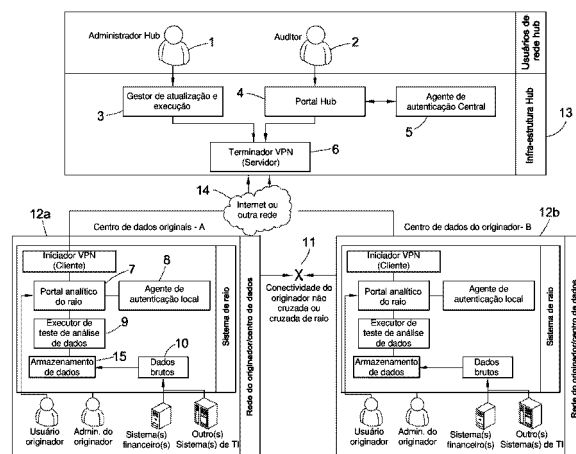 Administrador Hub
Auditor
1
2
Usuários de
rede hub
Gestor de atualização e
execução
3
4
Portal Hub
Agente de
autenticação Central
5
Terminador VPN
(Servidor)
6
Infra-estrutura Hub
13
14
Internet ou
outra rede
12a
12b
Centro de dados originais - A
Centro de dados do originador- B
Iniciador VPN
(Cliente)
7
8
Portal analítico
do raio
Agente de
autenticação local
Executor de
teste de análise
de dados
9
10
15
Armazenamento
de dados
Dados
brutos
Sistema de raio
Rede do originador/centro de dados
Usuário
originador
Admin. do
originador
Sistema(s)
financeiro(s)
Outro(s)
Sistema(s) de TI
11
X
Conectividade do
originador não
cruzada ou
cruzada de raio
Iniciador VPN
(Cliente)
Portal analítico
do raio
Agente de
autenticação local
Executor de
teste de análise
de dados
Armazenamento
de dados
Dados
brutos
Sistema de raio
Rede do originador/centro de dados
Usuário
originador
Admin. do
originador
Sistema(s)
financeiro(s)
Outro(s)
Sistema(s) de TI